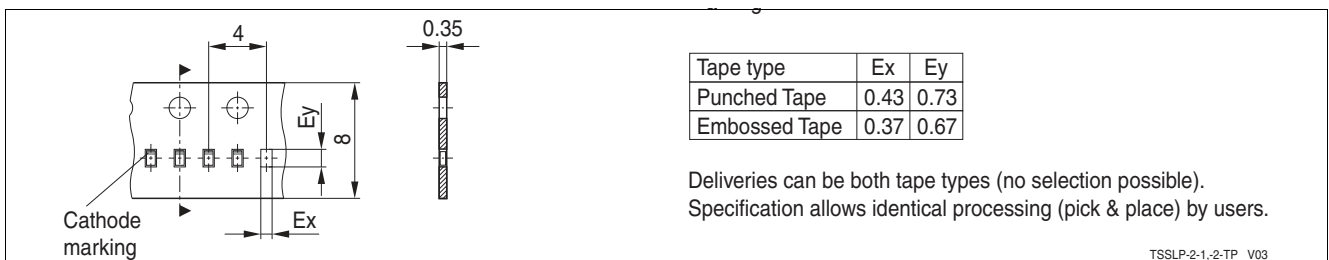 4
0.35
Ey
8
Ex
Cathode
marking
Tape type Ex Ey
Punched Tape 0.43 0.73
Embossed Tape 0.37 0.67
Deliveries can be both tape types (no selection possible).
Specification allows identical processing (pick & place) by users.
TSSLP-2-1,-2-TP V03